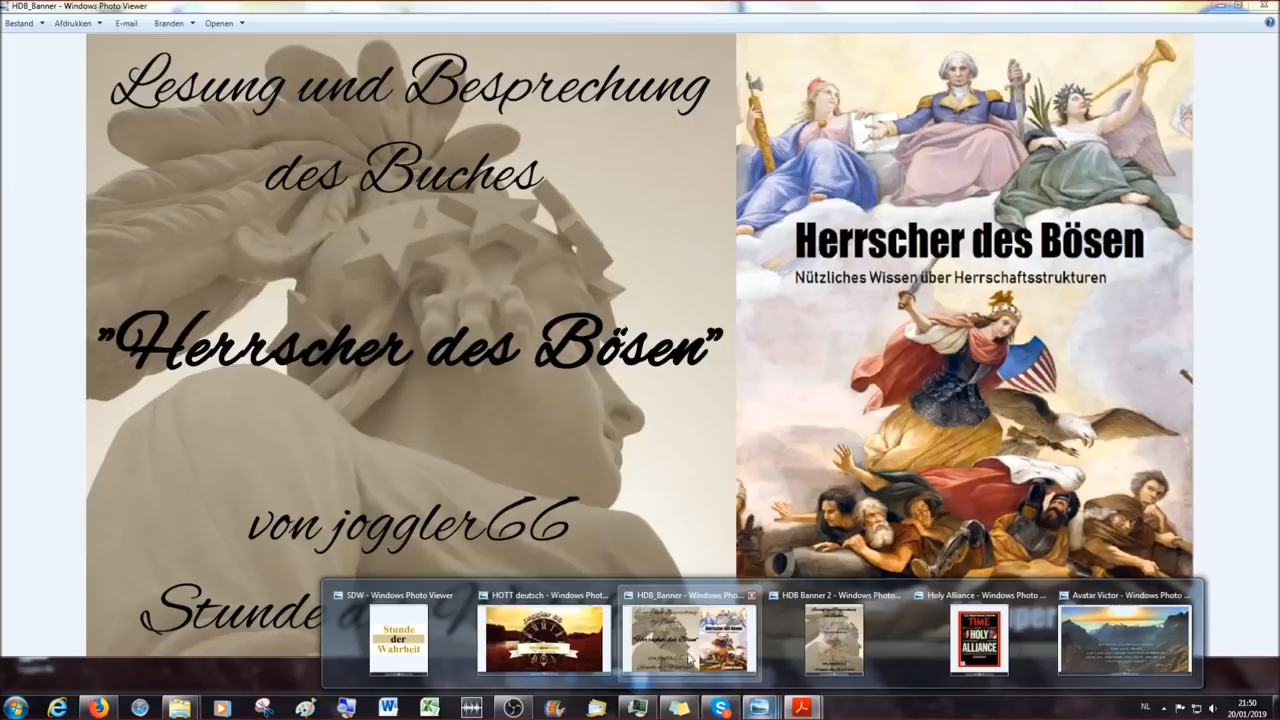 HDB_Banner - Windows Photo Viewer
Bestand Afdrukken E-mail Branden Openen
Lesung und Besprechung
des Buches
"Herrscher des Bösen"
von joggler66
Stunde
Herrscher des Bösen
Nützliches Wissen über Herrschaftsstrukturen
SDW - Windows Photo Viewer
HOTT deutsch - Windows Phot...
HDB_Banner - Windows Pho...
HDB Banner 2 - Windows Photo...
Holy Alliance - Windows Photo ...
Avatar Victor - Windows Photo ...
Stunde
der
Wahrheit
TIME
HOLY
ALLIANCE
NL
21:50
20/01/2019